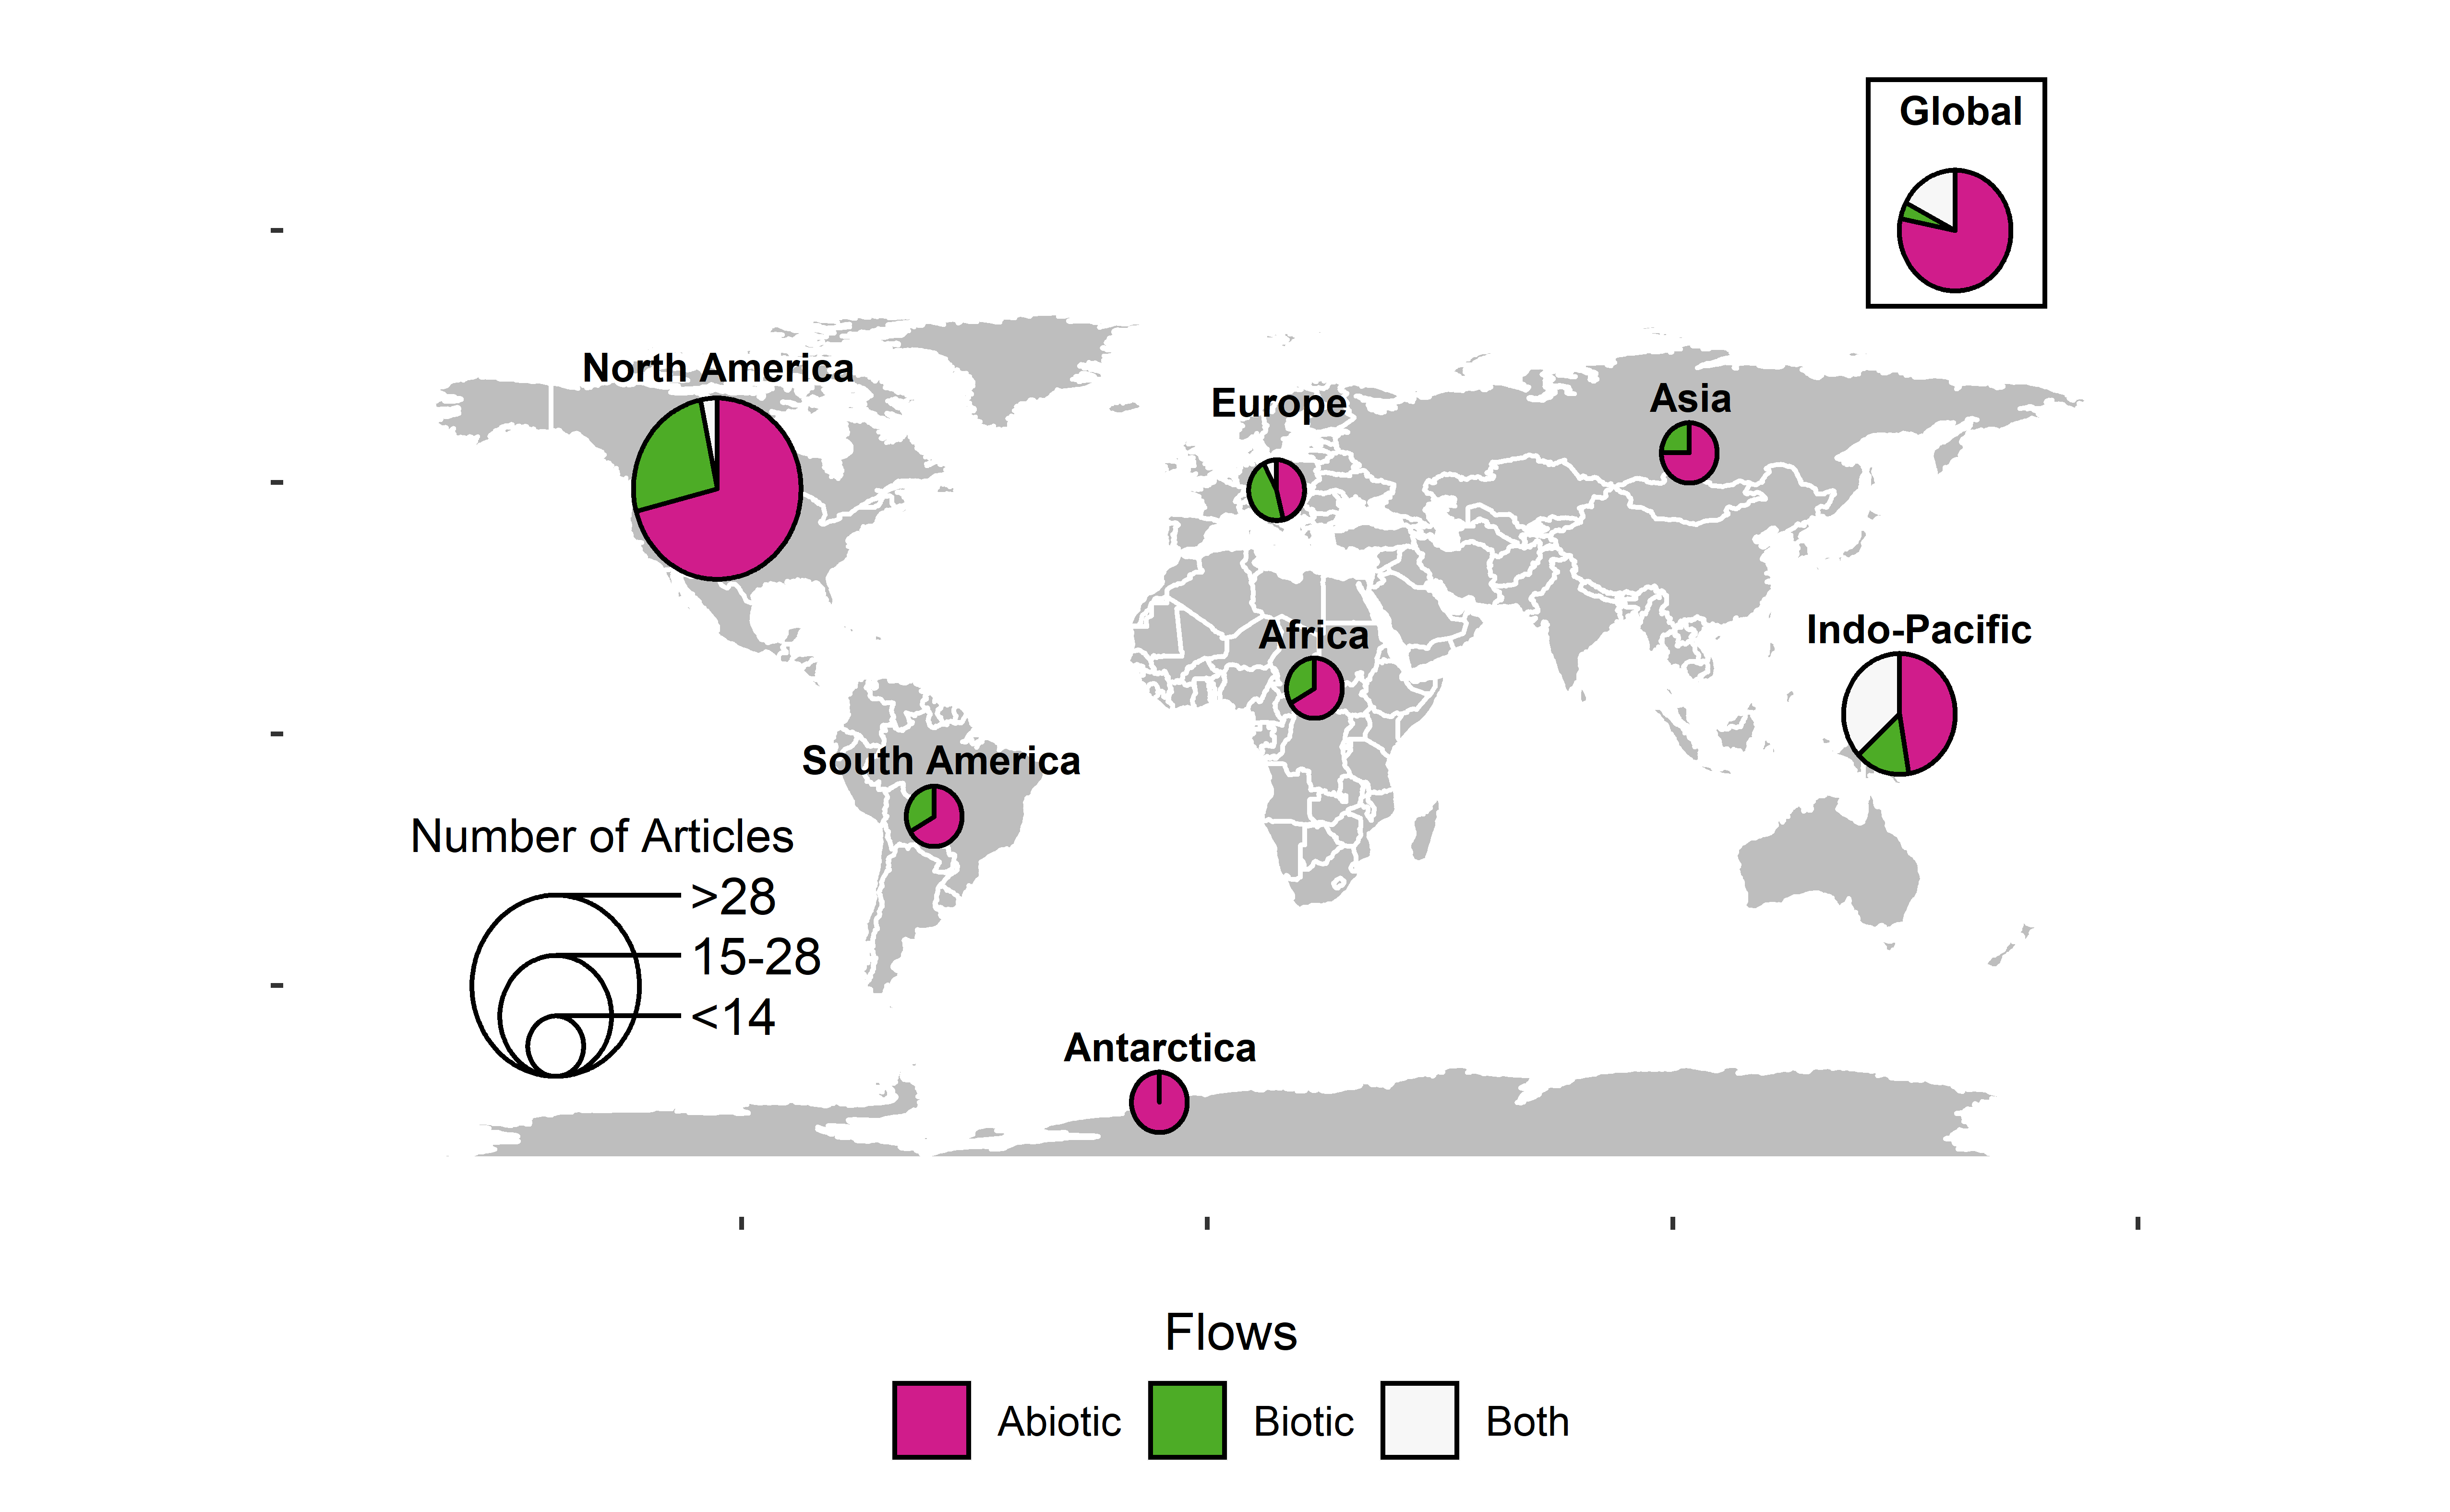 Global
North America
Europe
Asia
Africa
Indo-Pacific
South America
Number of Articles
>28
15-28
<14
Antarctica
Flows
Abiotic
Biotic
Both